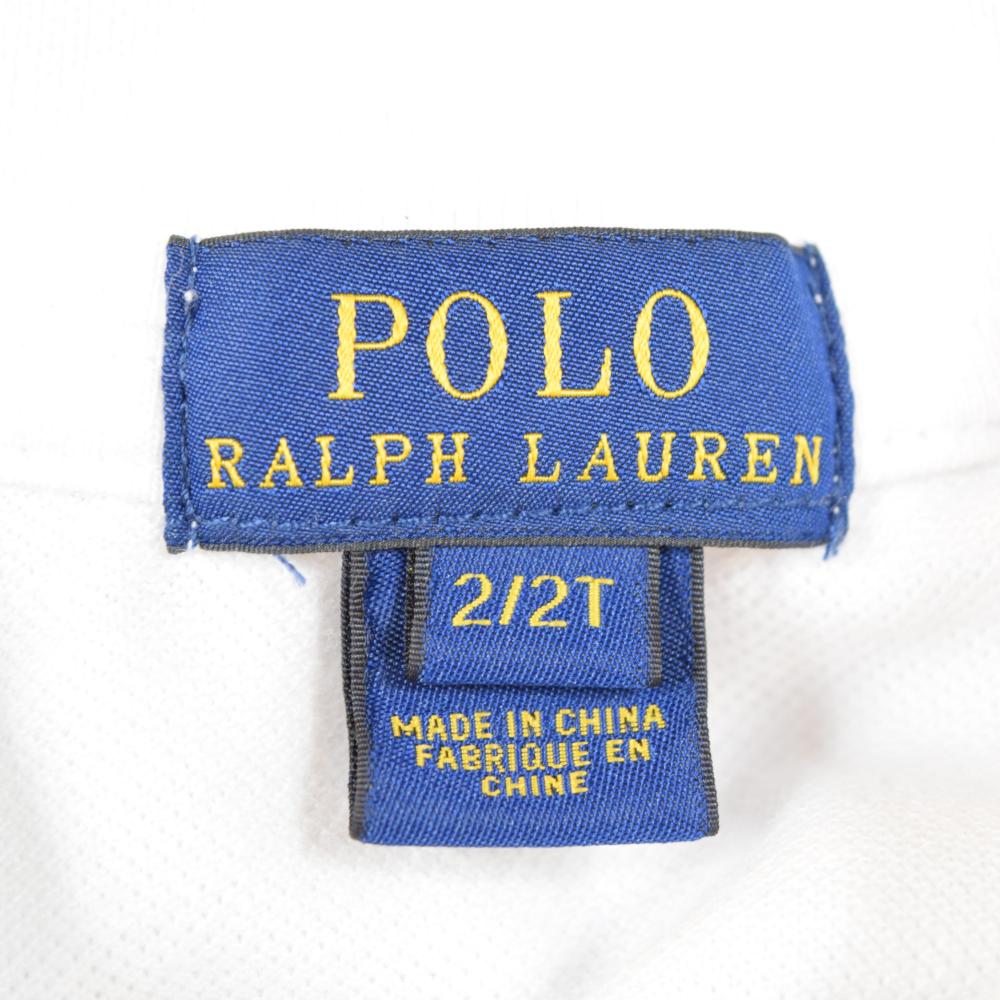 POLO
RALPH LAUREN
2/2T
MADE IN CHINA
FABRIQUE EN
CHINE